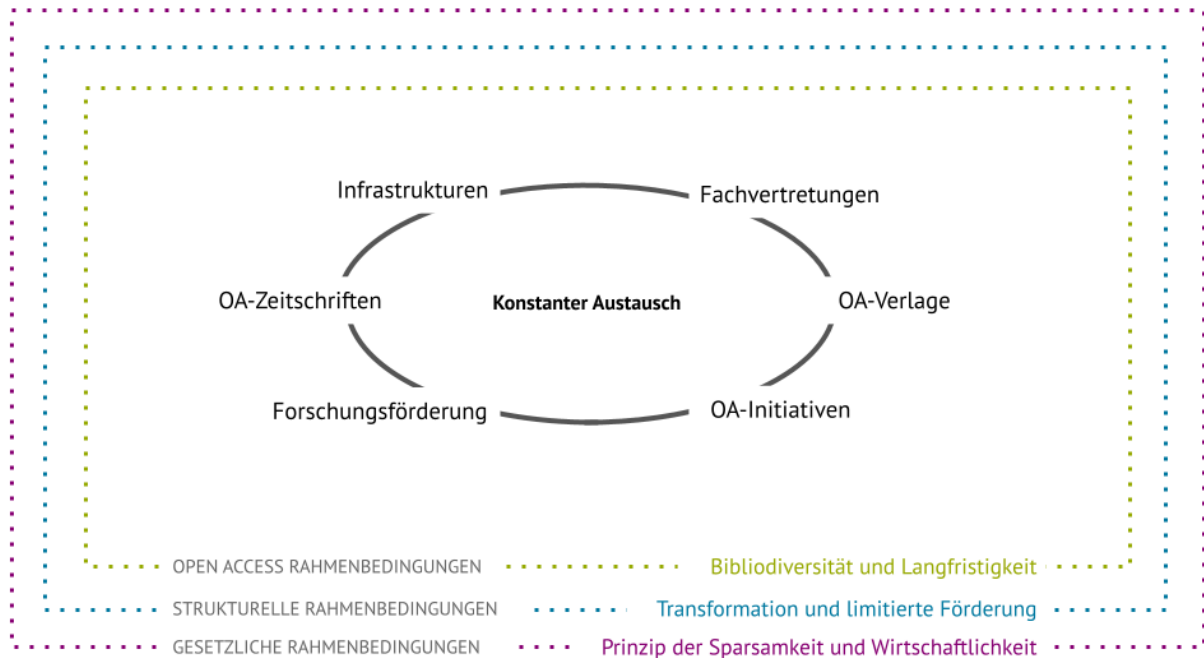 Infrastrukturen
Fachvertretungen
OA-Zeitschriften
Konstanter Austausch
OA-Verlage
Forschungsförderung
OA-Initiativen
OPEN ACCESS RAHMENBEDINGUNGEN
Bibliodiversität und Langfristigkeit
STRUKTURELLE RAHMENBEDINGUNGEN
Transformation und limitierte Förderung
GESETZLICHE RAHMENBEDINGUNGEN
Prinzip der Sparsamkeit und Wirtschaftlichkeit